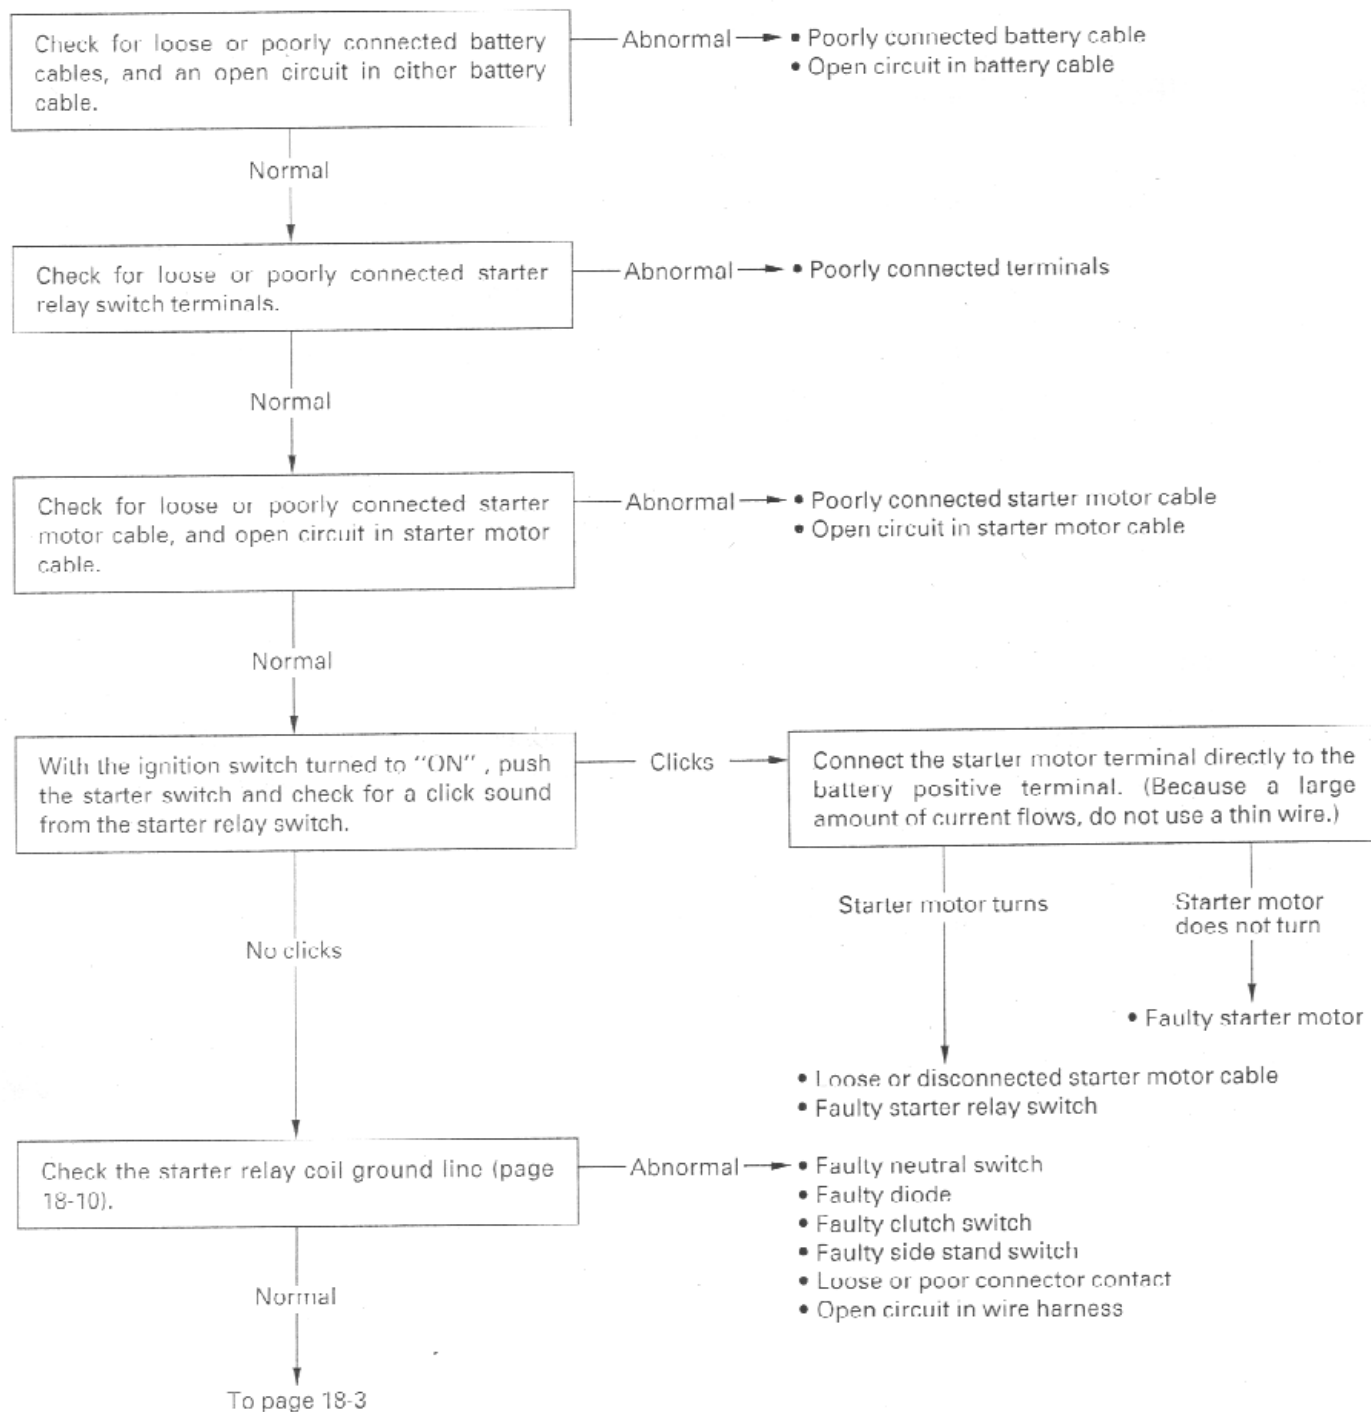 Check for loose or poorly connected battery
cables, and an open circuit in either battery
cable.
Abnormal
• Poorly connected battery cable
• Open circuit in battery cable
Normal
Check for loose or poorly connected starter
relay switch terminals.
Abnormal
• Poorly connected terminals
Normal
Check for loose or poorly connected starter
motor cable, and open circuit in starter motor
cable.
Abnormal
• Poorly connected starter motor cable
• Open circuit in starter motor cable
Normal
With the ignition switch turned to “ON” , push
the starter switch and check for a click sound
from the starter relay switch.
Clicks
Connect the starter motor terminal directly to the
battery positive terminal. (Because a large
amount of current flows, do not use a thin wire.)
Starter motor turns
Starter motor
does not turn
No clicks
• Faulty starter motor
• Loose or disconnected starter motor cable
• Faulty starter relay switch
Check the starter relay coil ground line (page
18-10).
Abnormal
• Faulty neutral switch
• Faulty diode
• Faulty clutch switch
• Faulty side stand switch
• Loose or poor connector contact
• Open circuit in wire harness
Normal
To page 18-3